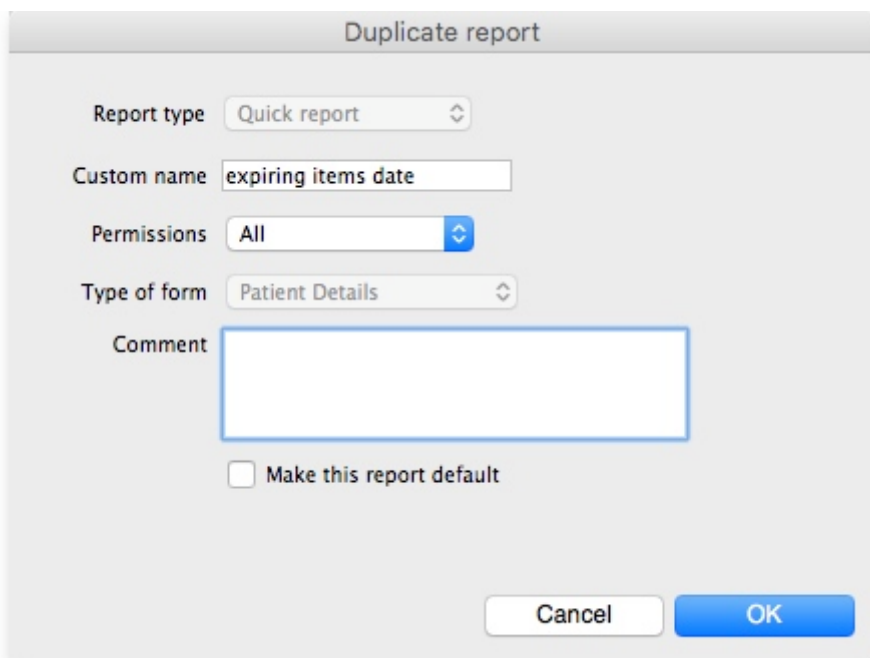 Duplicate report
Report type Quick report
Custom name expiring items date
Permissions All
Type of form Patient Details
Comment
Make this report default
Cancel OK